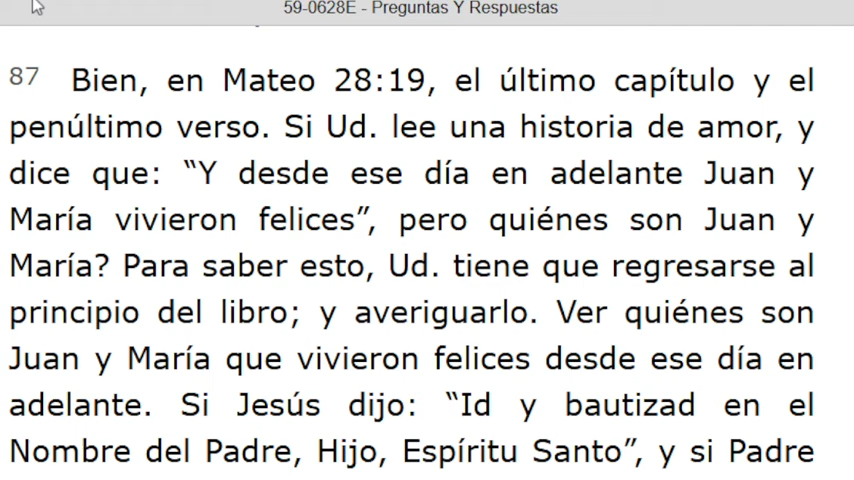 59-0628E - Preguntas Y Respuestas
87 Bien, en Mateo 28:19, el último capítulo y el
penúltimo verso. Si Ud. lee una historia de amor, y
dice que: “Y desde ese día en adelante Juan y
María vivieron felices”, pero quiénes son Juan y
María? Para saber esto, Ud. tiene que regresarse al
principio del libro; y averiguarlo. Ver quiénes son
Juan y María que vivieron felices desde ese día en
adelante. Si Jesús dijo: “Id y bautizad en el
Nombre del Padre, Hijo, Espíritu Santo”, y si Padre